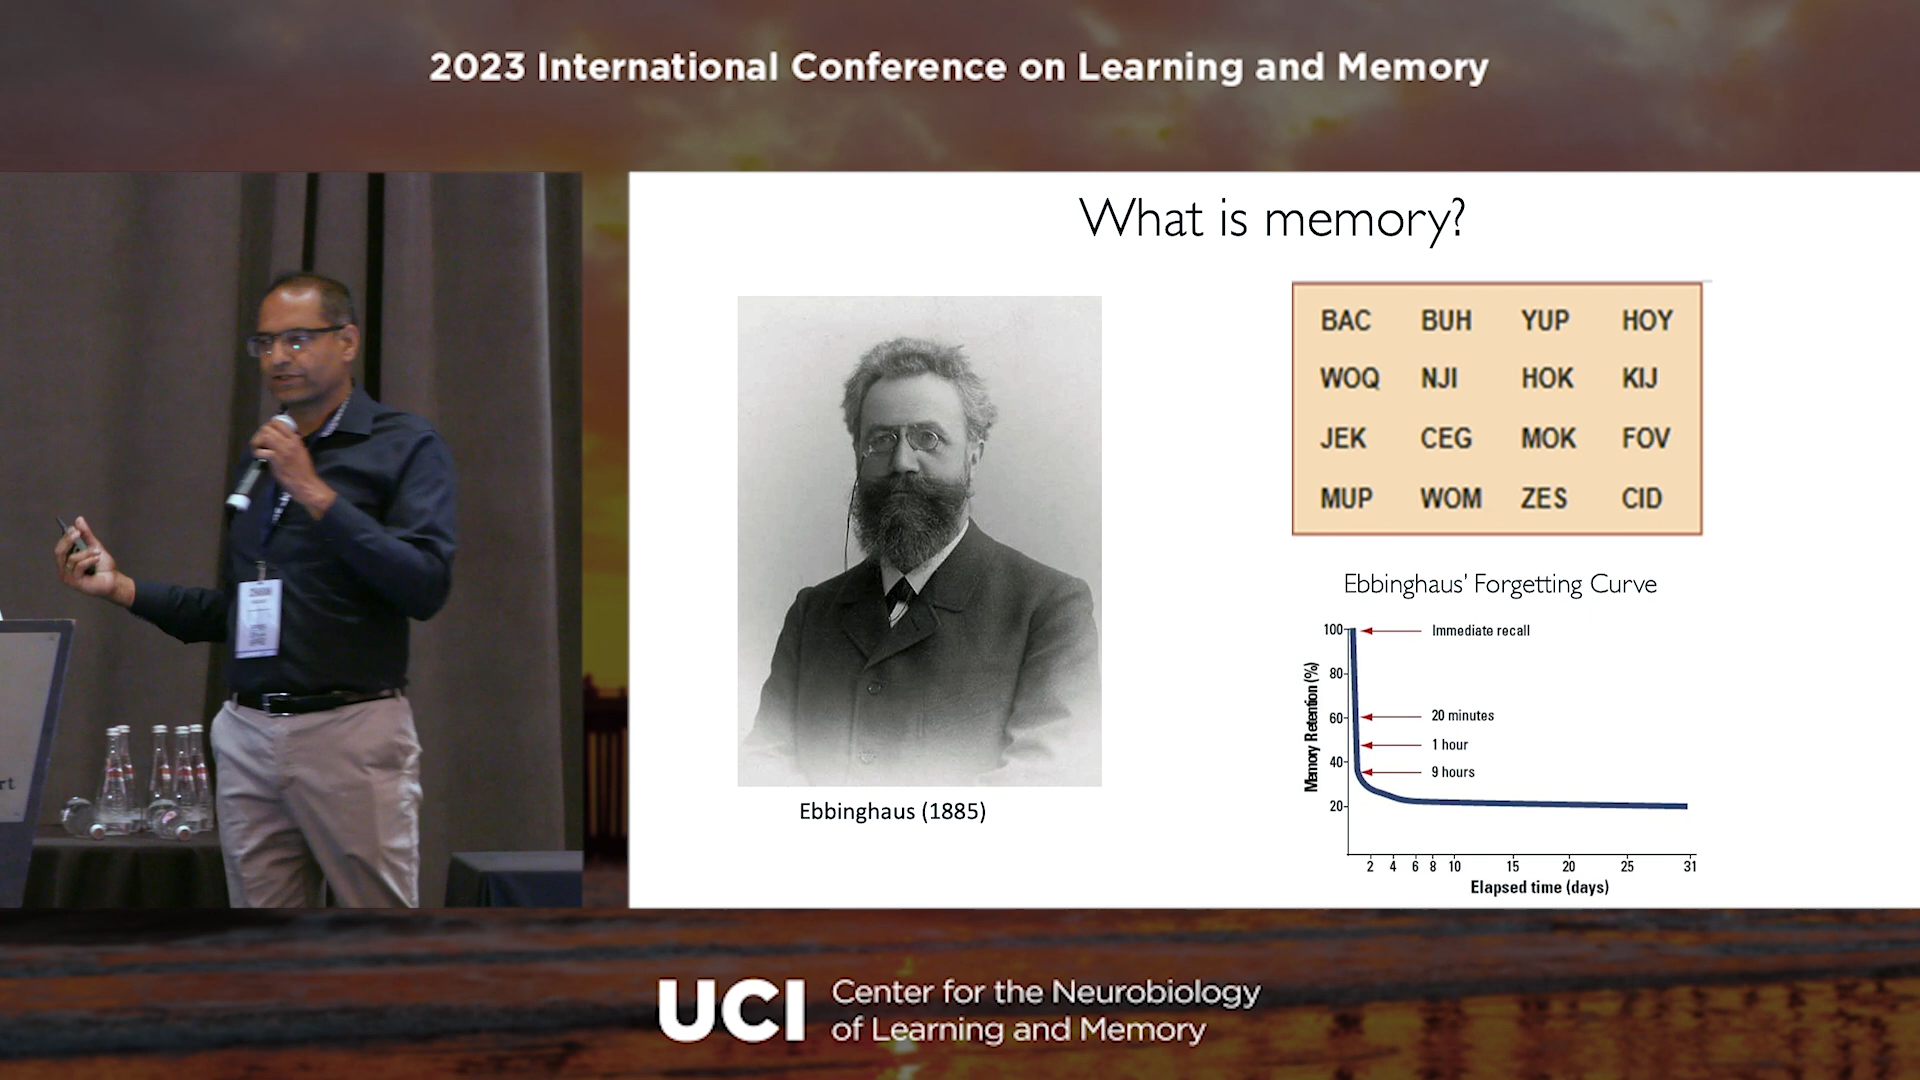 2023 International Conference on Learning and Memory
What is memory?
BAC BUH YUP HOY
WOQ NJI HOK KIJ
JEK CEG MOK FOV
MUP WOM ZES CID
Ebbinghaus (1885)
Ebbinghaus' Forgetting Curve
100
Immediate recall
80
60
20 minutes
1 hour
40
9 hours
20
Memory Retention (%)
2 4 6 8 10 15 20 25 31
Elapsed time (days)
rt
UCI
Center for the Neurobiology
of Learning and Memory